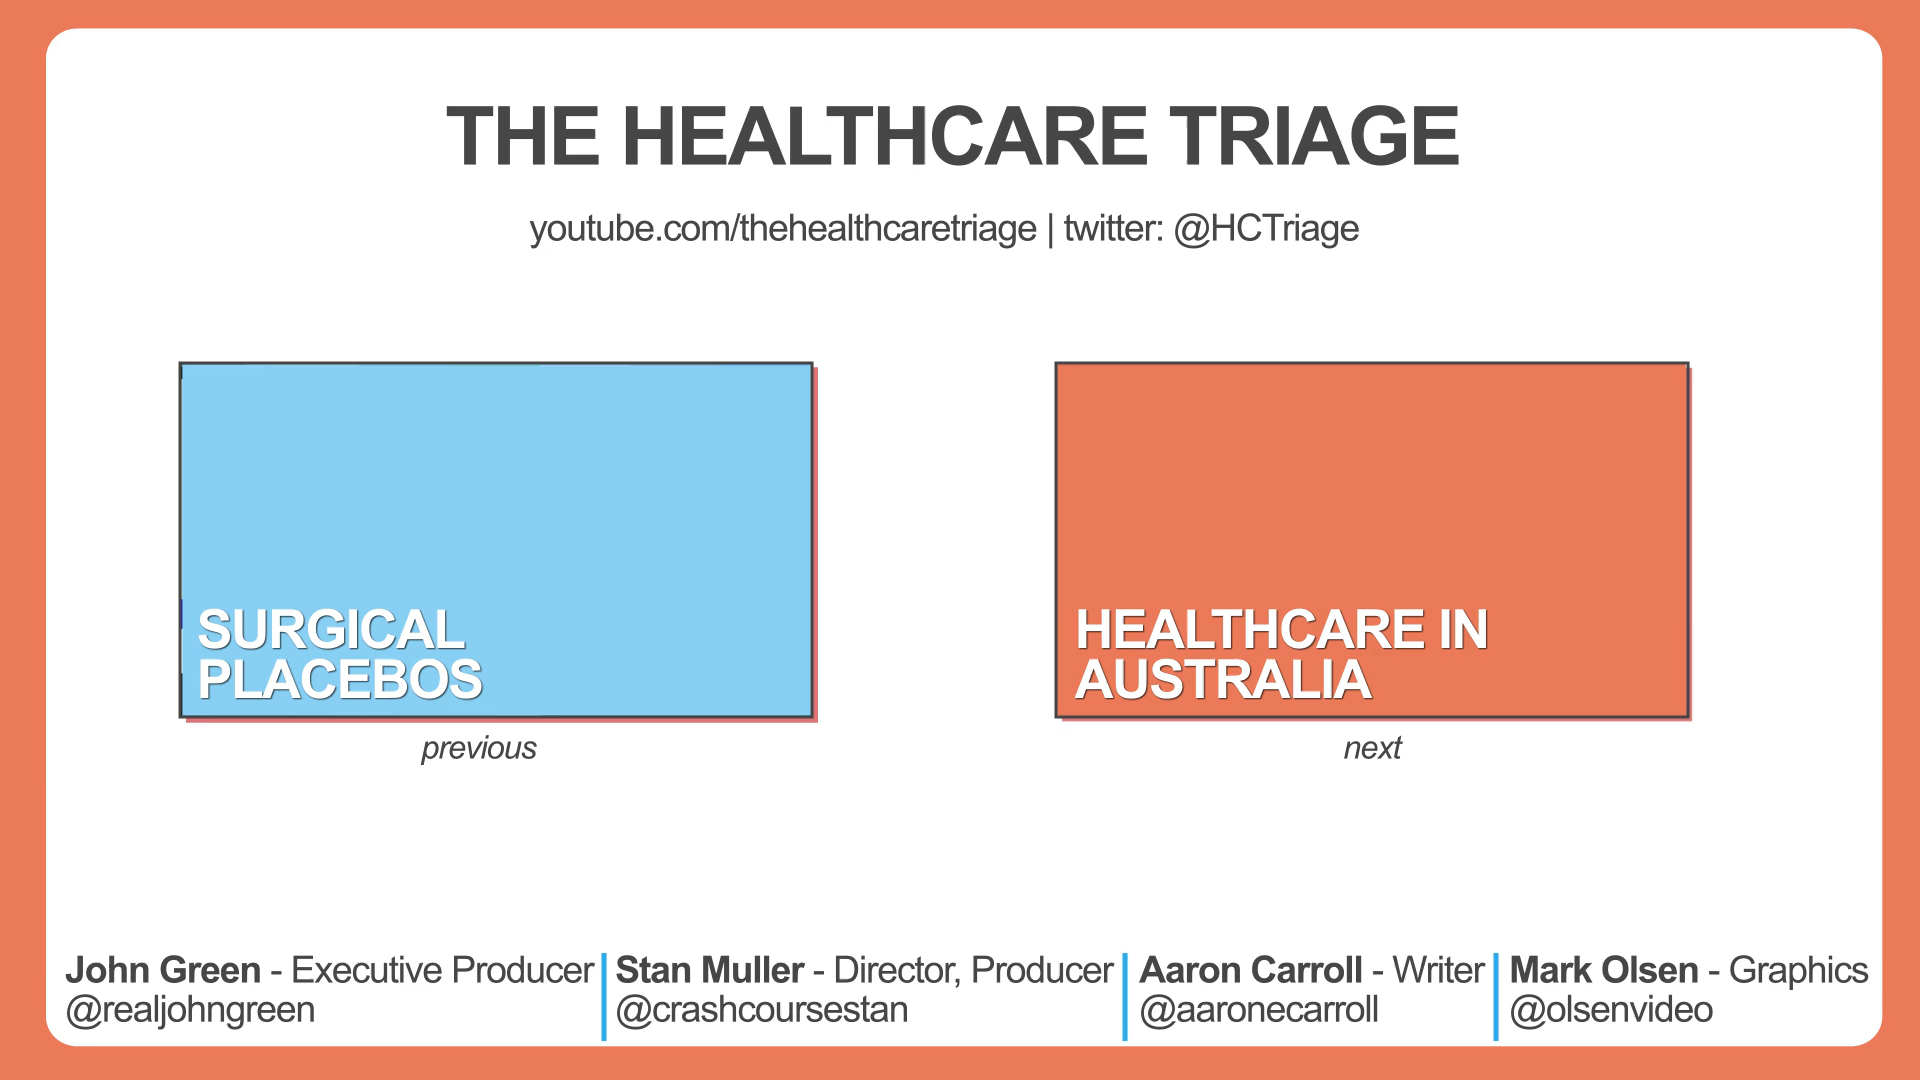 THE HEALTHCARE TRIAGE
youtube.com/thehealthcaretriage | twitter: @HCTriage
SURGICAL
PLACEBOS
previous
HEALTHCARE IN
AUSTRALIA
next
John Green - Executive Producer
@realjohngreen
Stan Muller - Director, Producer
@crashcoursestan
Aaron Carroll - Writer
@aaronecarroll
Mark Olsen - Graphics
@olsenvideo